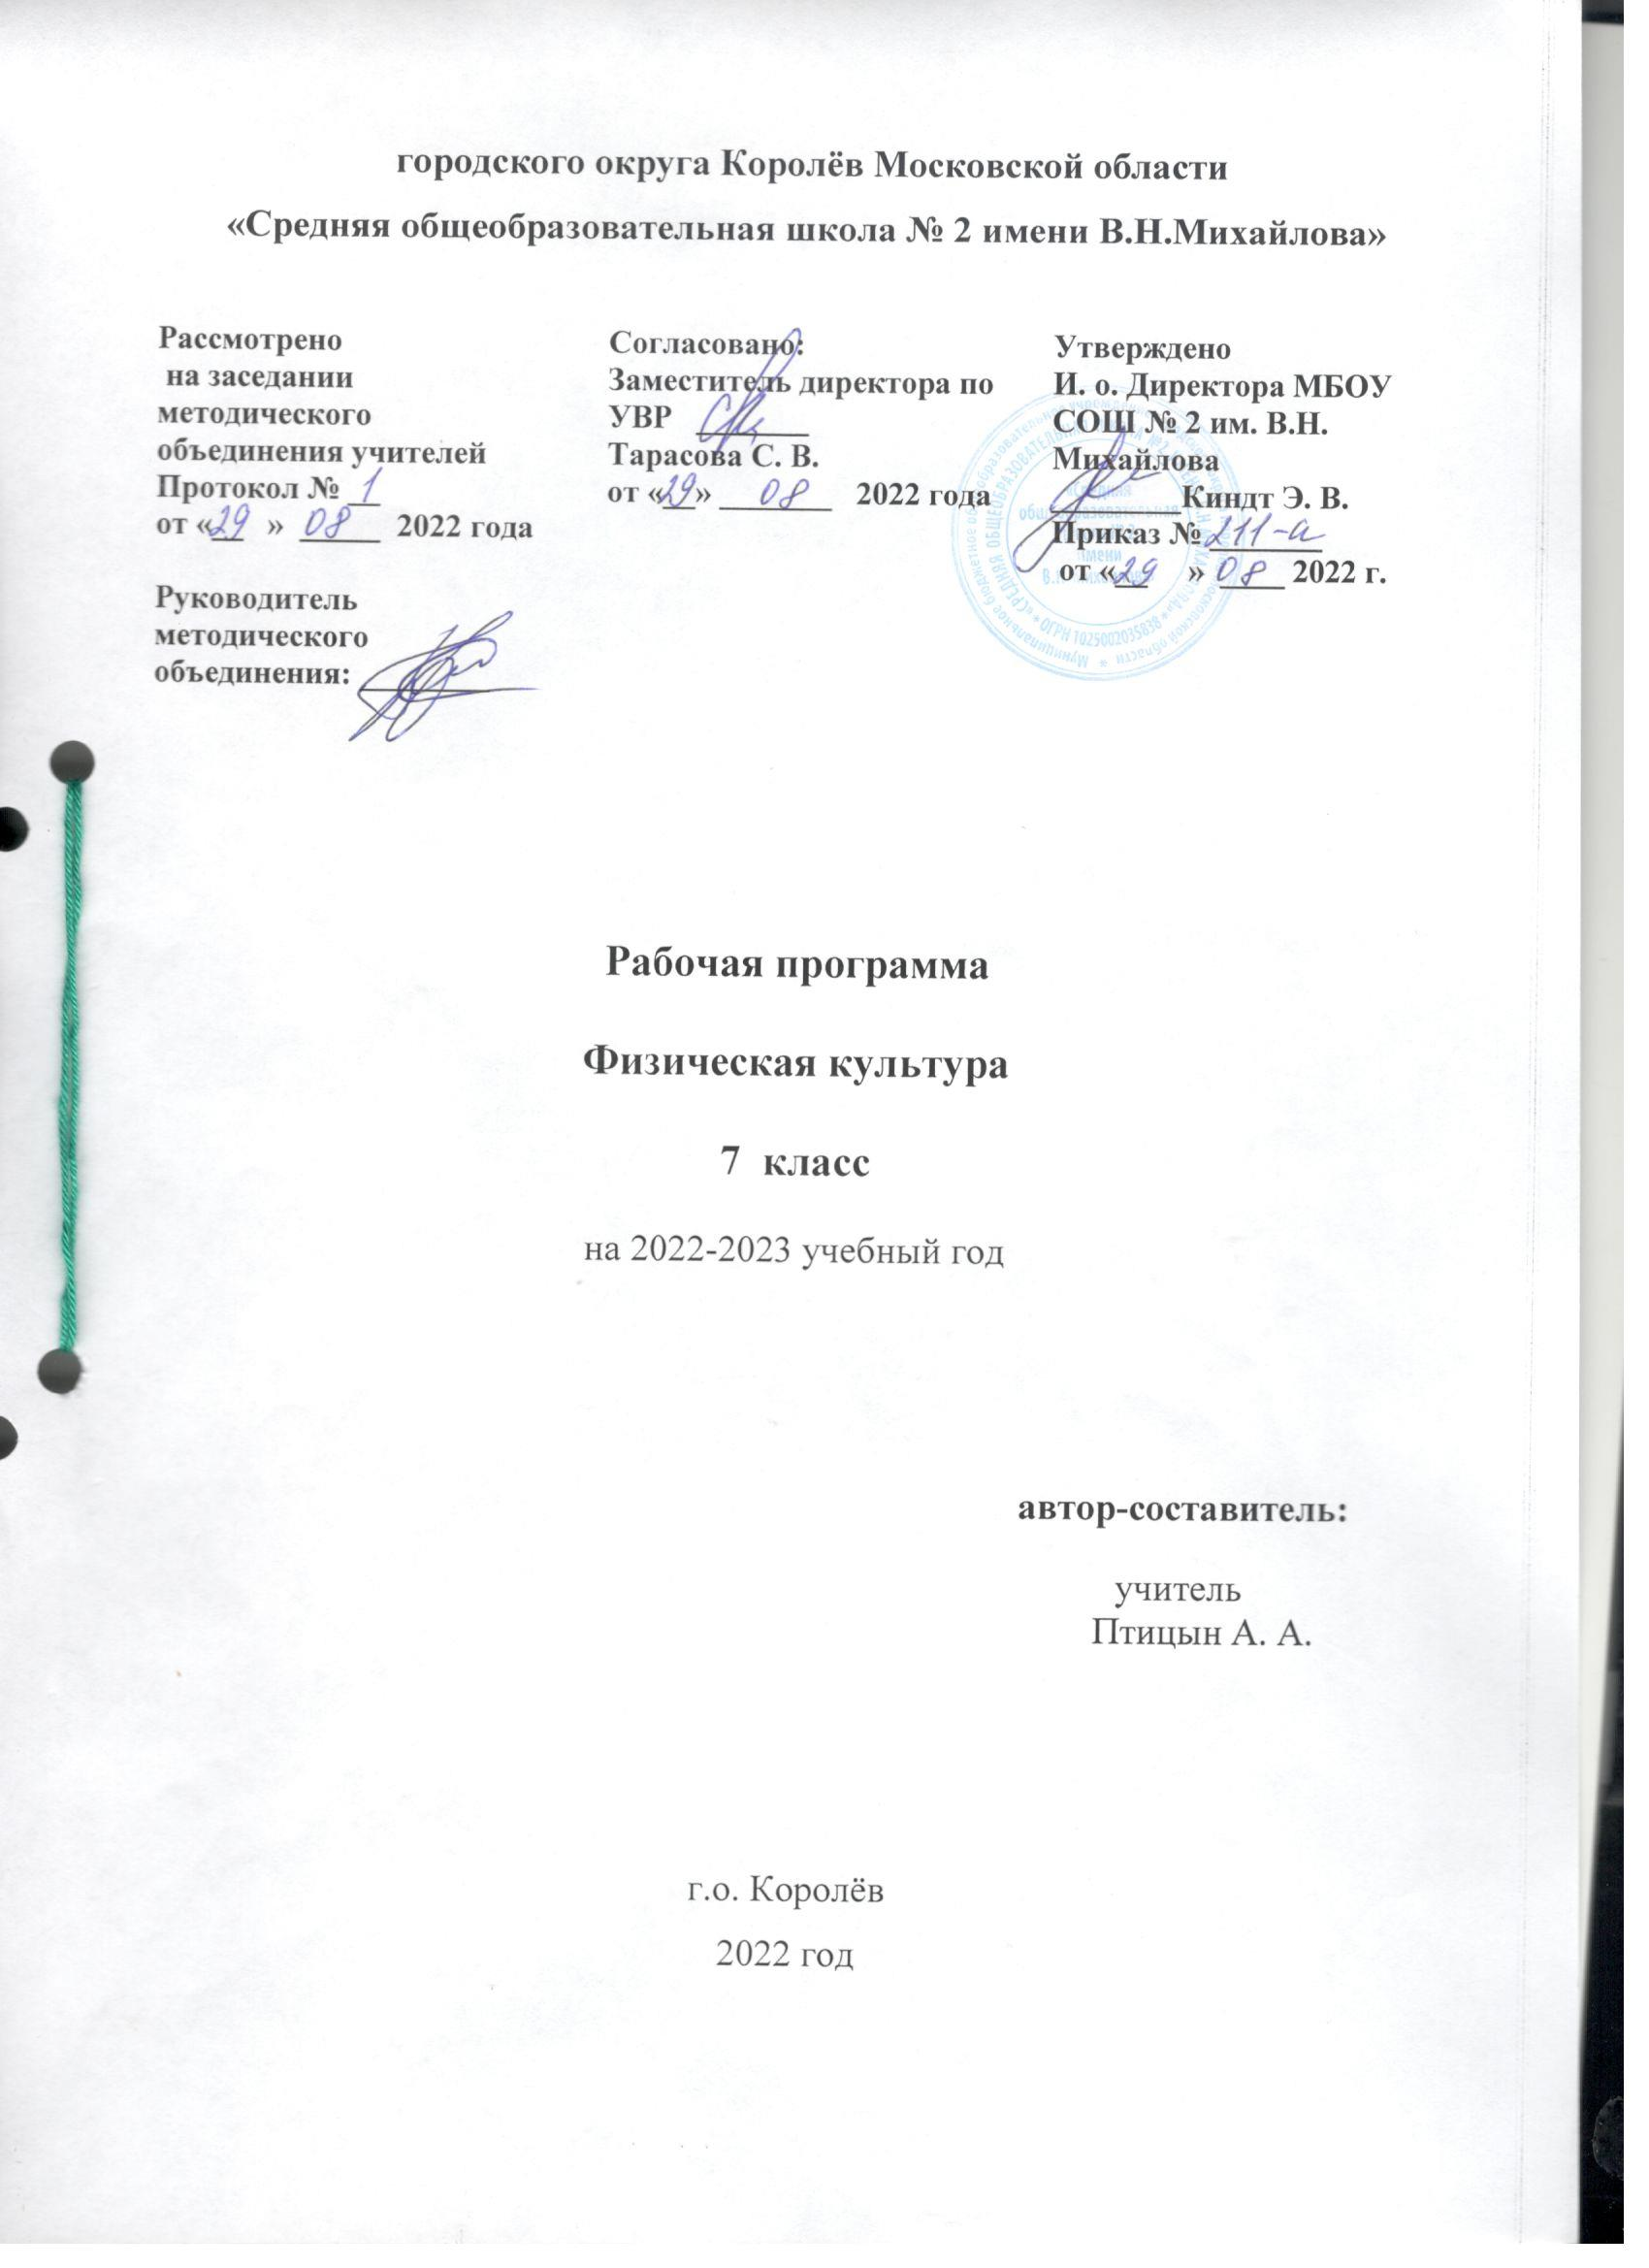 городского округа Королёв Московской области
«Средняя общеобразовательная школа № 2 имени В.Н.Михайлова»
Рассмотрено
на заседании
методического
объединения учителей
Протокол № 1
от «29 » 08 2022 года
Руководитель
методического
объединения:
Согласовано:
Заместитель директора по
УВР
Тарасова С. В.
от «29» 08 2022 года
Утверждено
И. о. Директора МБОУ
СОШ № 2 им. В.Н.
Михайлова
Киндт Э. В.
Приказ № 211-а
от «29 » 08 2022 г.
ОГРН 1025002035838
Рабочая программа
Физическая культура
7 класс
на 2022-2023 учебный год
автор-составитель:
учитель
Птицын А. А.
г.о. Королёв
2022 год